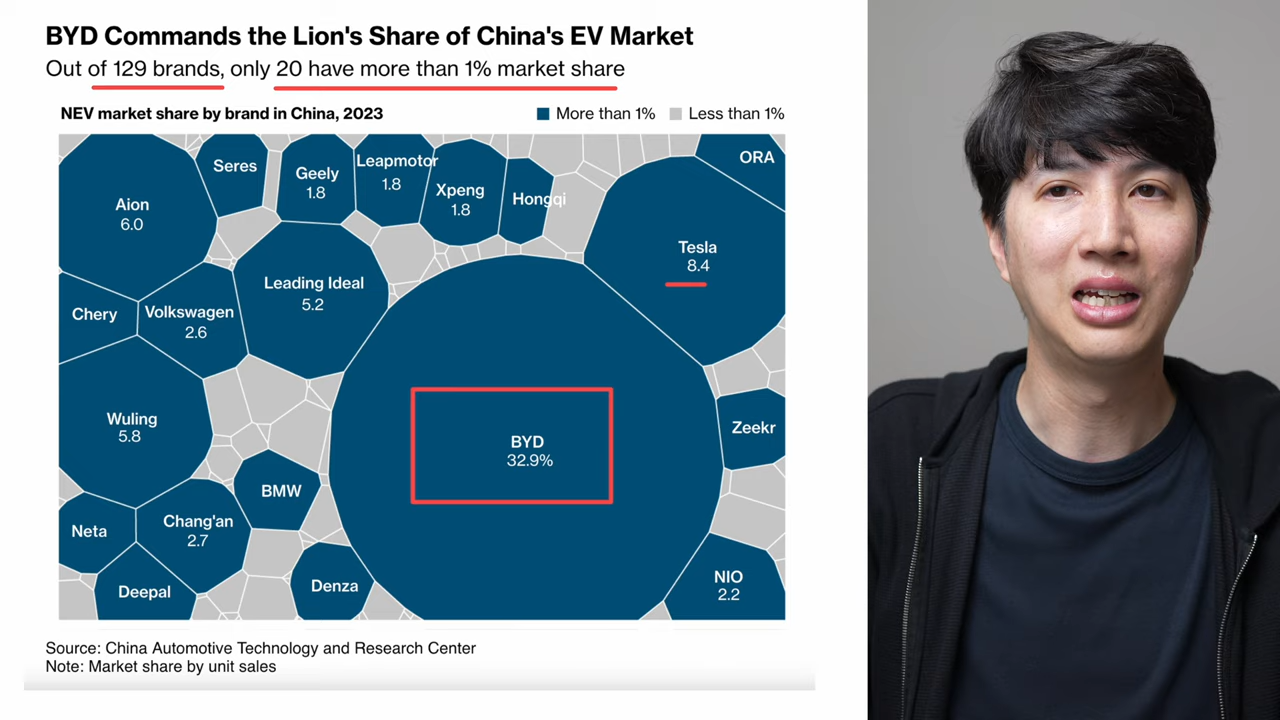 BYD Commands the Lion's Share of China's EV Market
Out of 129 brands, only 20 have more than 1% market share
NEV market share by brand in China, 2023
More than 1%
Less than 1%
Aion
6.0
Seres
Geely
1.8
Leapmotor
1.8
Xpeng
1.8
Hongqi
ORA
Tesla
8.4
Leading Ideal
5.2
Chery
Volkswagen
2.6
Wuling
5.8
BYD
32.9%
Zeekr
BMW
Neta
Chang'an
2.7
Deepal
Denza
NIO
2.2
Source: China Automotive Technology and Research Center
Note: Market share by unit sales